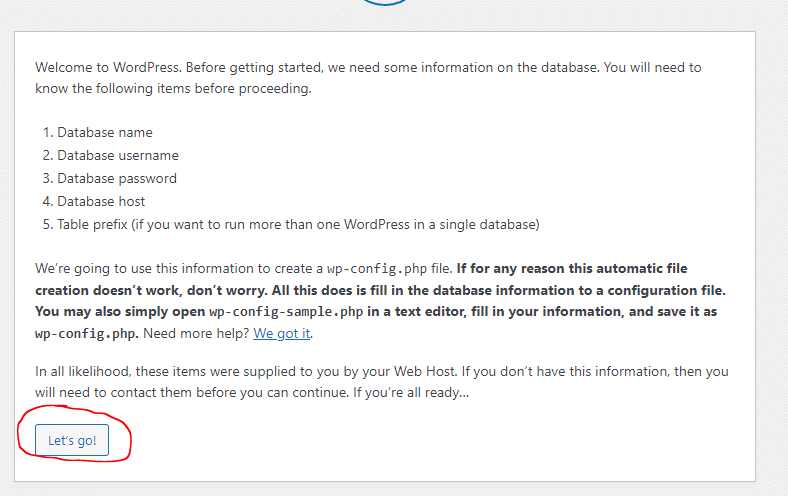 Welcome to WordPress. Before getting started, we need some information on the database. You will need to
know the following items before proceeding.
1. Database name
2. Database username
3. Database password
4. Database host
5. Table prefix (if you want to run more than one WordPress in a single database)
We’re going to use this information to create a wp-config.php file. If for any reason this automatic file
creation doesn’t work, don’t worry. All this does is fill in the database information to a configuration file.
You may also simply open wp-config-sample.php in a text editor, fill in your information, and save it as
wp-config.php. Need more help? We got it.
In all likelihood, these items were supplied to you by your Web Host. If you don’t have this information, then you
will need to contact them before you can continue. If you’re all ready…
Let’s go!